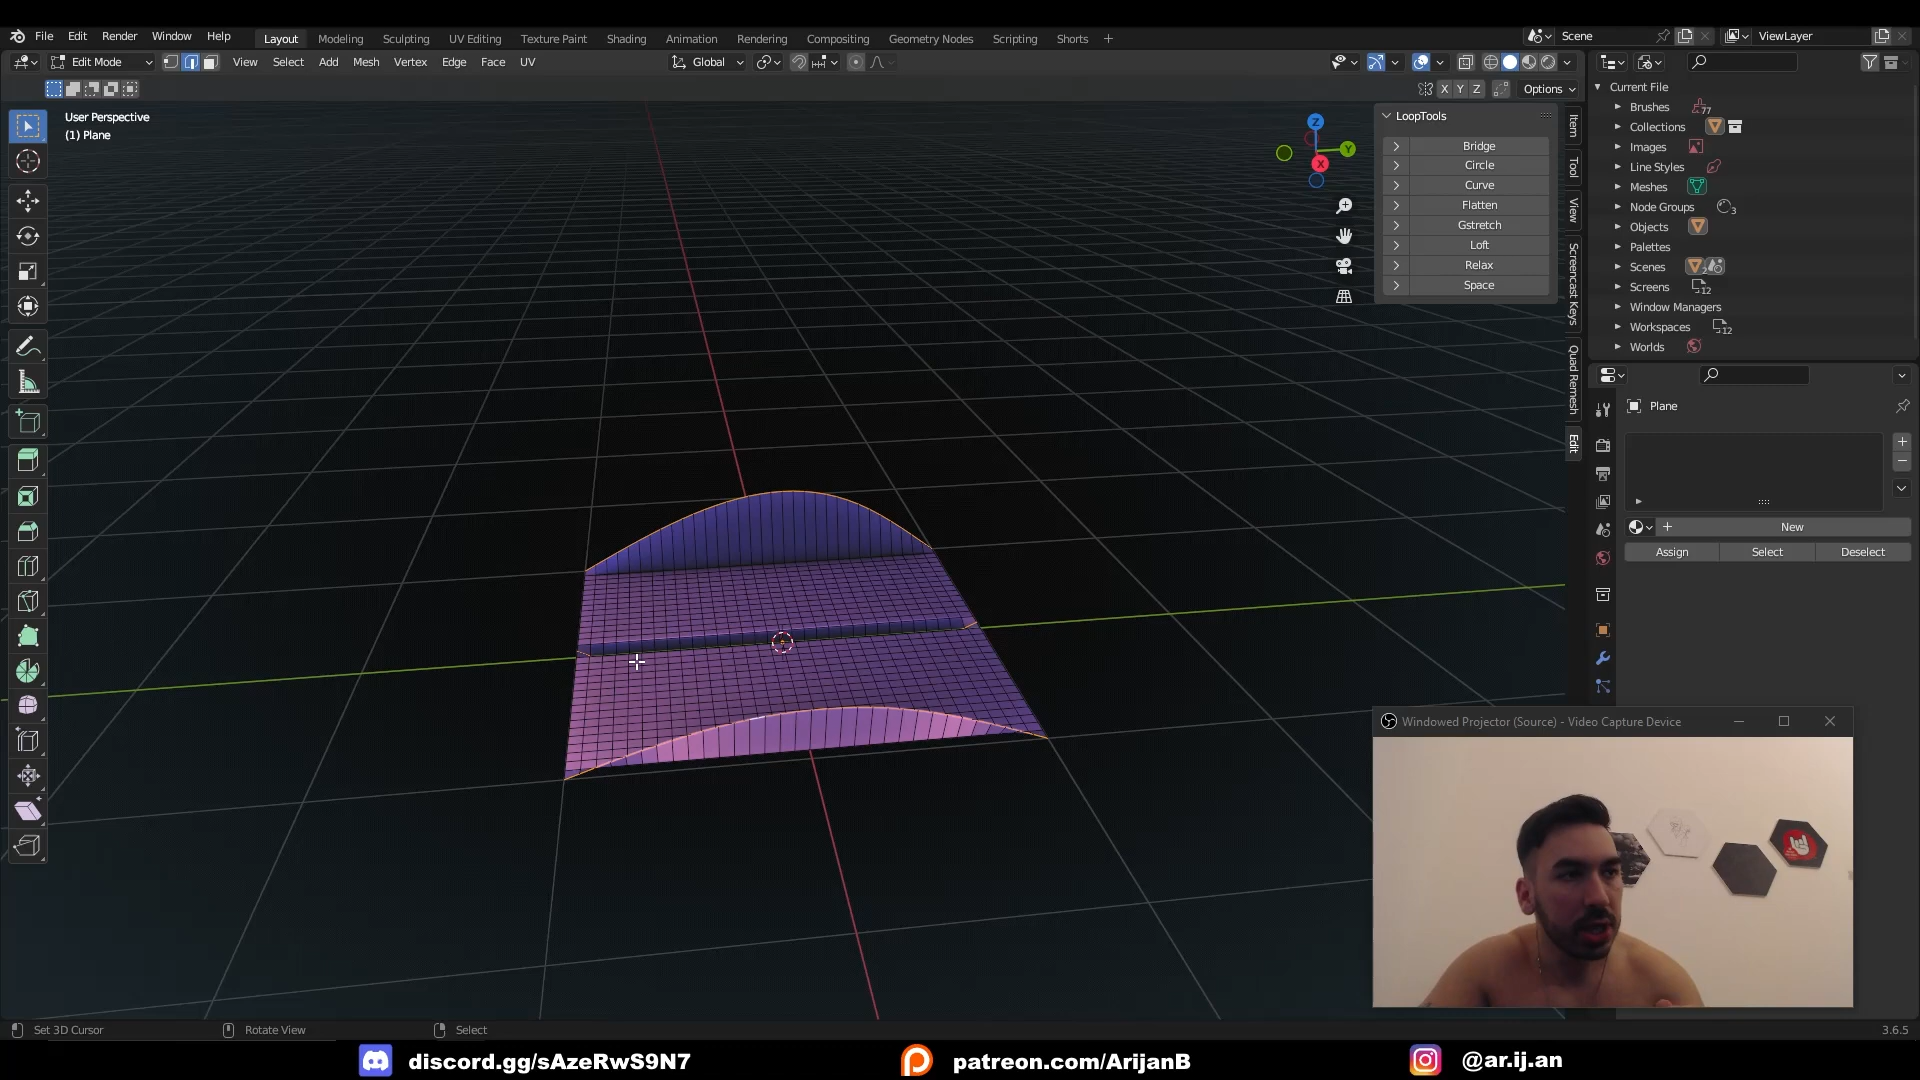 File Edit Render Window Help Layout Modeling Sculpting UV Editing Texture Paint Shading Animation Rendering Compositing Geometry Nodes Scripting Shorts + Scene ViewLayer
Edit Mode View Select Add Mesh Vertex Edge Face UV Global
X Y Z Options
User Perspective
(1) Plane
Z
Y
X
LoopTools
Bridge
Circle
Curve
Flatten
Gstretch
Loft
Relax
Space
Item
Tool
View
Screencast Keys
Quad Remesh
Edit
Current File
Brushes 77
Collections
Images
Line Styles
Meshes
Node Groups 3
Objects
Palettes
Scenes 2
Screens 12
Window Managers
Workspaces 12
Worlds
Plane
New
Assign Select Deselect
Windowed Projector (Source) - Video Capture Device
Set 3D Cursor Rotate View Select 3.6.5
discord.gg/sAzeRwS9N7 patreon.com/ArijanB @ar.ij.an